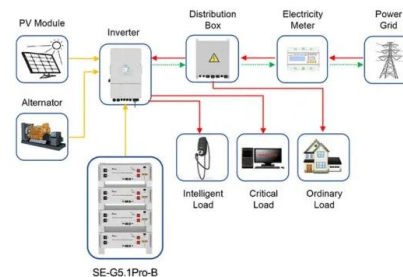 PV Module
Inverter
Distribution
Box
Electricity
Meter
Power
Grid
Alternator
Intelligent
Load
Critical
Load
Ordinary
Load
SE-G5.1Pro-B